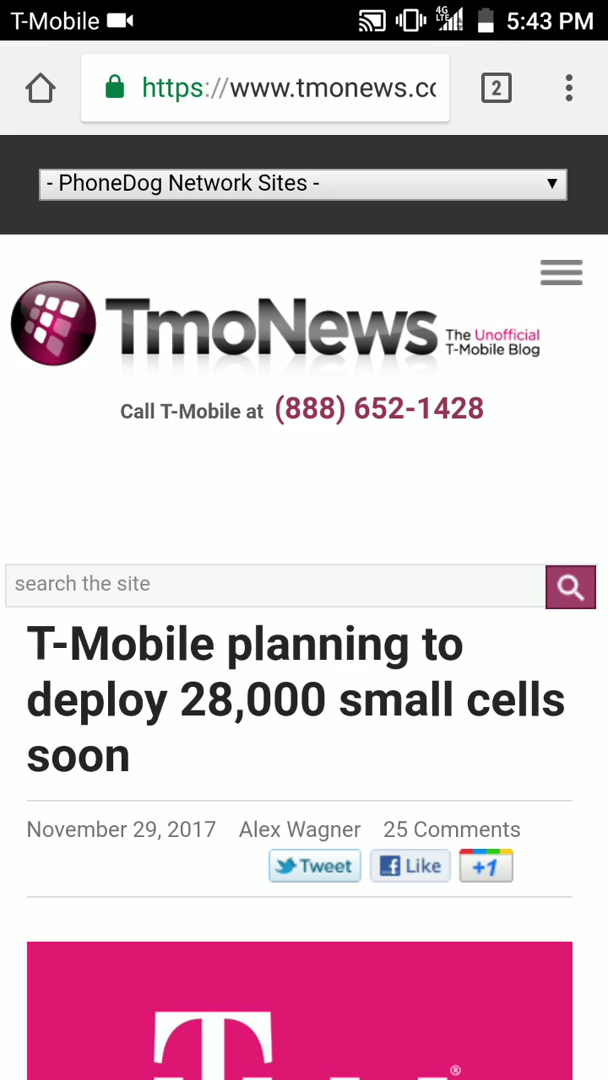 T-Mobile 4G LTE 5:43 PM
https://www.tmonews.co
2
- PhoneDog Network Sites -
TmoNews The Unofficial
T-Mobile Blog
Call T-Mobile at (888) 652-1428
search the site
T-Mobile planning to
deploy 28,000 small cells
soon
November 29, 2017 Alex Wagner 25 Comments
Tweet Like +1
T ®